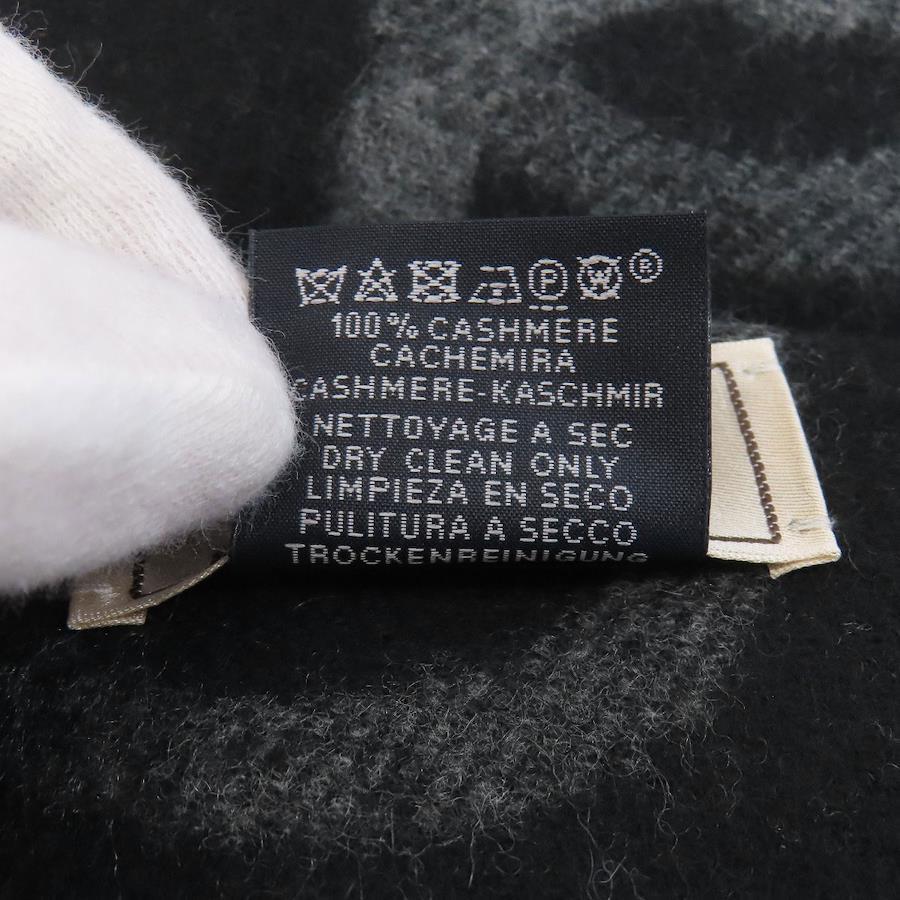 P W ®
100% CASHMERE
CACHEMIRA
CASHMERE-KASCHMIR
NETTOYAGE A SEC
DRY CLEAN ONLY
LIMPIEZA EN SECO
PULITURA A SECCO
TROCKENREINIGUNG